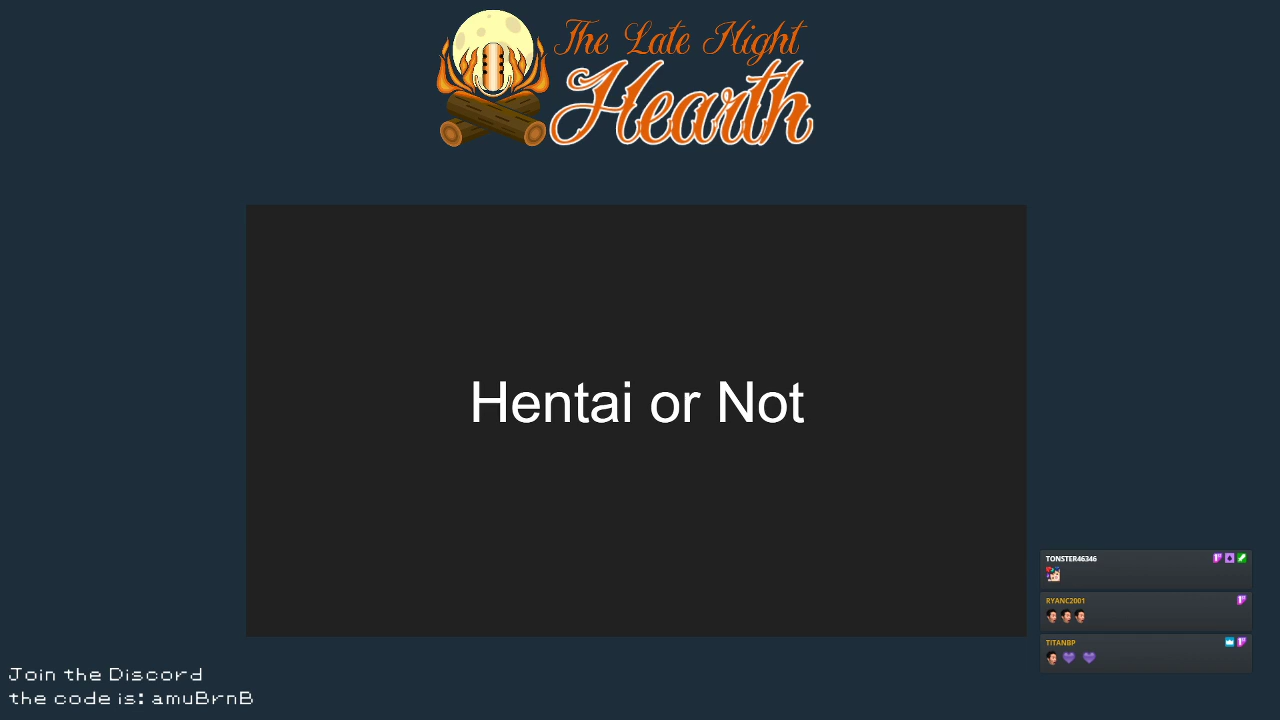 The Late Night
Hearth
Hentai or Not
TONSTER46346
RYANC2001
TITANBP
Join the Discord
the code is: amuBrnB